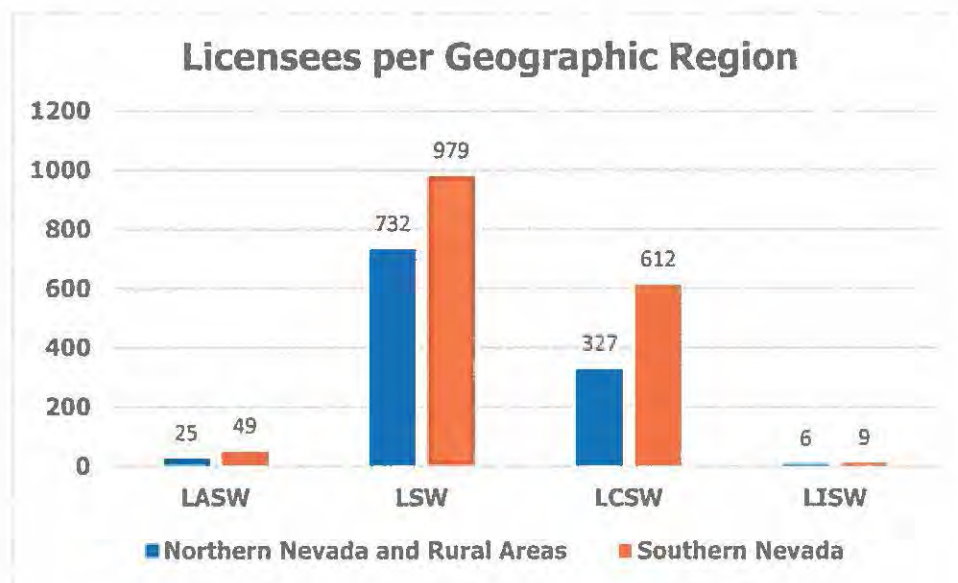 Licensees per Geographic Region
1200
1000
800
600
400
200
0
25
49
732
979
327
612
6
9
LASW
LSW
LCSW
LISW
Northern Nevada and Rural Areas
Southern Nevada